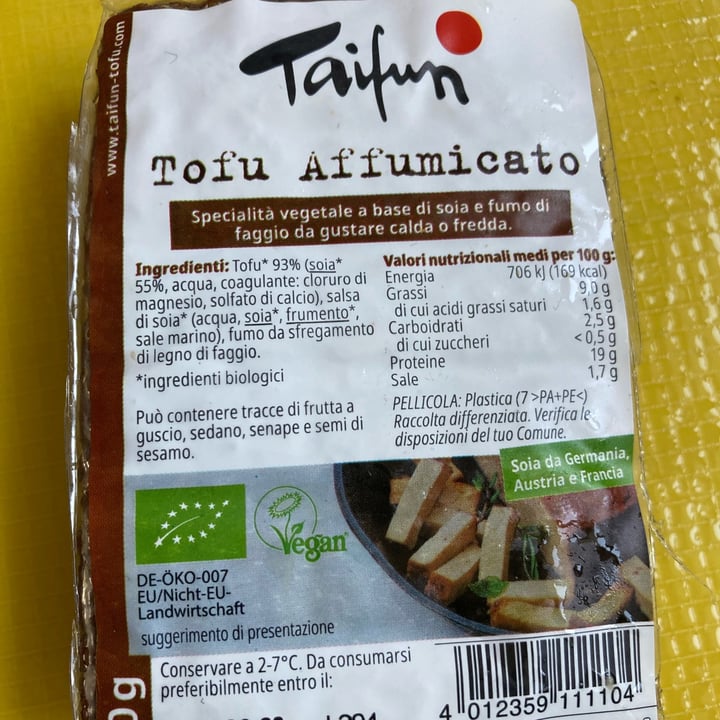 www.taifun-tofu.com
Taifun
Tofu Affumicato
Specialità vegetale a base di soia e fumo di
faggio da gustare calda o fredda.
Ingredienti: Tofu* 93% (soia*
55%, acqua, coagulante: cloruro di
magnesio, solfato di calcio), salsa
di soia* (acqua, soia*, frumento*,
sale marino), fumo da sfregamento
di legno di faggio.
*ingredienti biologici
Può contenere tracce di frutta a
guscio, sedano, senape e semi di
sesamo.
Valori nutrizionali medi per 100 g:
Energia 706 kJ (169 kcal)
Grassi 9,0 g
di cui acidi grassi saturi 1,6 g
Carboidrati 2,5 g
di cui zuccheri <0,5 g
Proteine 19 g
Sale 1,7 g
PELLICOLA: Plastica (7 >PA+PE<)
Raccolta differenziata. Verifica le
disposizioni del tuo Comune.
Soia da Germania,
Austria e Francia
Vegan
DE-ÖKO-007
EU/Nicht-EU-
Landwirtschaft
suggerimento di presentazione
Conservare a 2-7°C. Da consumarsi
preferibilmente entro il:
4 012359 111104